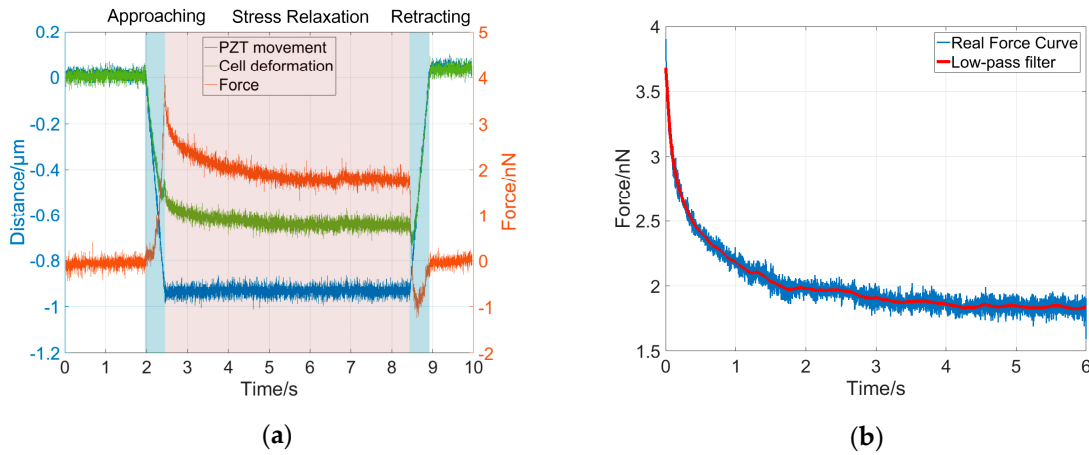 Approaching Stress Relaxation Retracting
PZT movement
Cell deformation
Force
0.2
0
-0.2
-0.4
-0.6
-0.8
-1
-1.2
Distance/μm
5
4
3
2
1
0
-1
-2
Force/nN
0 1 2 3 4 5 6 7 8 9 10
Time/s
(a)
Real Force Curve
Low-pass filter
4
3.5
3
2.5
2
1.5
Force/nN
0 1 2 3 4 5 6
Time/s
(b)